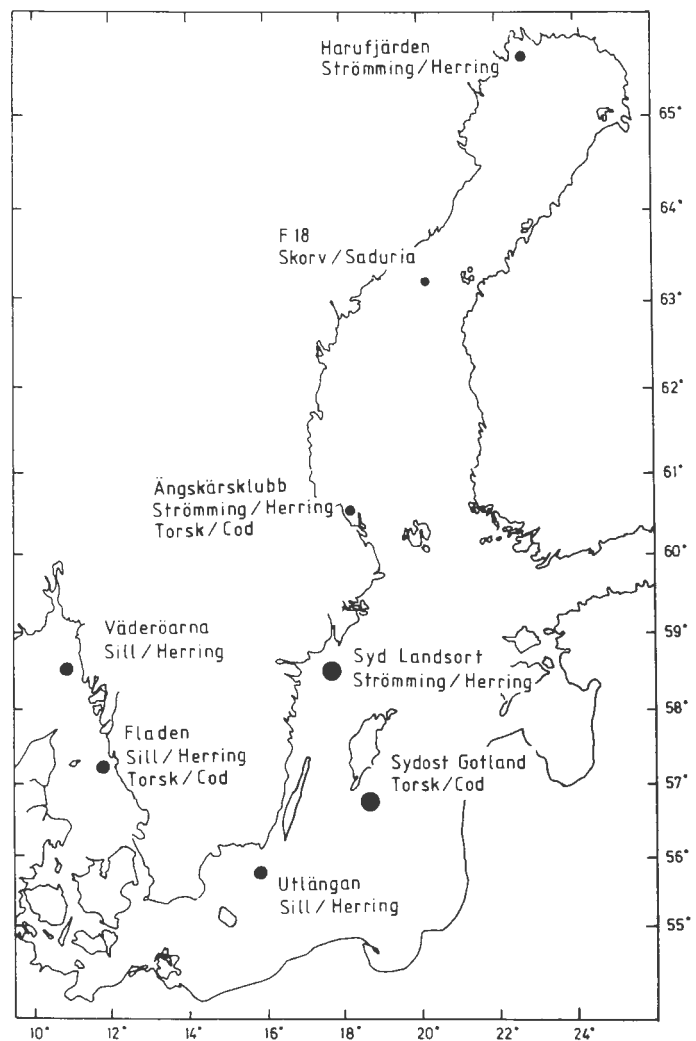 Harufjärden
Strömming/Herring
65°
64°
F 18
Skorv/Saduria
63°
62°
61°
Ängskärsklubb
Strömming/Herring
Torsk/Cod
60°
Väderöarna
Sill/Herring
59°
Syd Landsort
Strömming/Herring
58°
Fladen
Sill/Herring
Torsk/Cod
Sydost Gotland
Torsk/Cod
57°
56°
Utlängan
Sill/Herring
55°
10° 12° 14° 16° 18° 20° 22° 24°